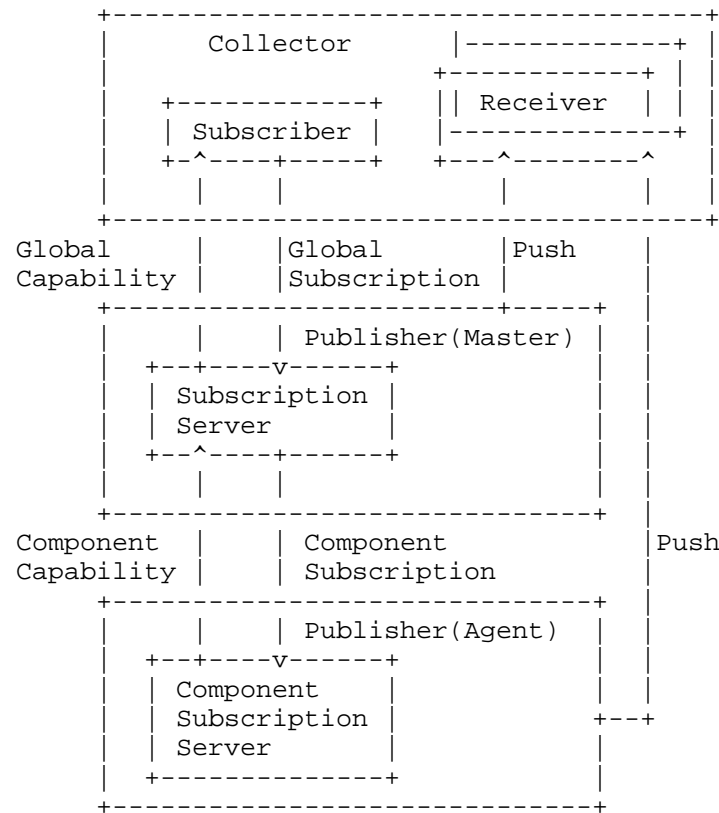 Collector
Receiver
Subscriber
Global Global Push
Capability Subscription
Publisher(Master)
Subscription
Server
Component Component Push
Capability Subscription
Publisher(Agent)
Component
Subscription
Server